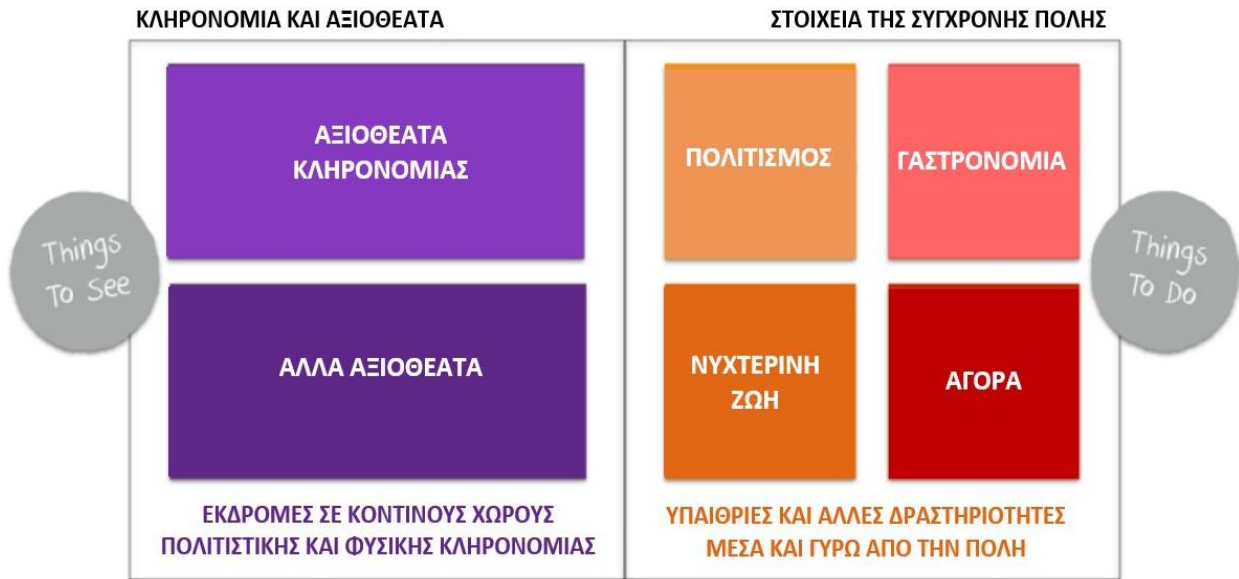 ΚΛΗΡΟΝΟΜΙΑ ΚΑΙ ΑΞΙΟΘΕΑΤΑ
ΣΤΟΙΧΕΙΑ ΤΗΣ ΣΥΓΧΡΟΝΗΣ ΠΟΛΗΣ
Things
To See
ΑΞΙΟΘΕΑΤΑ
ΚΛΗΡΟΝΟΜΙΑΣ
ΑΛΛΑ ΑΞΙΟΘΕΑΤΑ
ΕΚΔΡΟΜΕΣ ΣΕ ΚΟΝΤΙΝΟΥΣ ΧΩΡΟΥΣ
ΠΟΛΙΤΙΣΤΙΚΗΣ ΚΑΙ ΦΥΣΙΚΗΣ ΚΛΗΡΟΝΟΜΙΑΣ
ΠΟΛΙΤΙΣΜΟΣ
ΓΑΣΤΡΟΝΟΜΙΑ
ΝΥΧΤΕΡΙΝΗ
ΖΩΗ
ΑΓΟΡΑ
ΥΠΑΙΘΡΙΕΣ ΚΑΙ ΑΛΛΕΣ ΔΡΑΣΤΗΡΙΟΤΗΤΕΣ
ΜΕΣΑ ΚΑΙ ΓΥΡΩ ΑΠΟ ΤΗΝ ΠΟΛΗ
Things
To Do